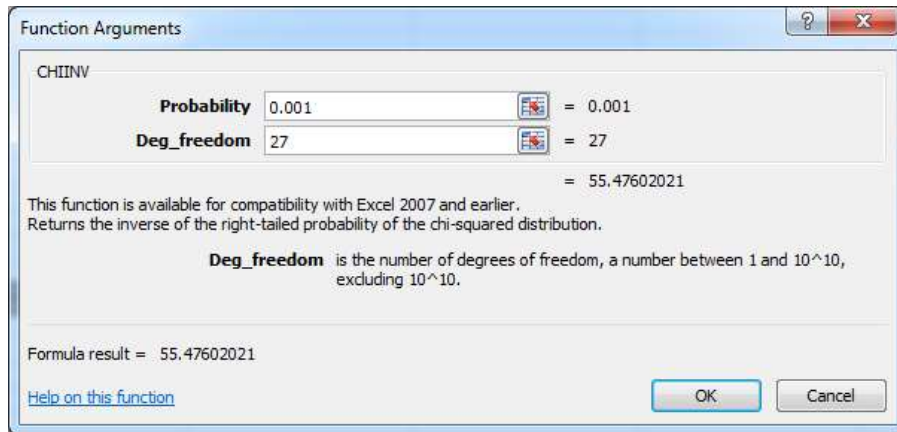 Function Arguments
?
X
CHIINV
Probability 0.001 = 0.001
Deg_freedom 27 = 27
= 55.47602021
This function is available for compatibility with Excel 2007 and earlier.
Returns the inverse of the right-tailed probability of the chi-squared distribution.
Deg_freedom is the number of degrees of freedom, a number between 1 and 10^10,
excluding 10^10.
Formula result = 55.47602021
Help on this function
OK
Cancel